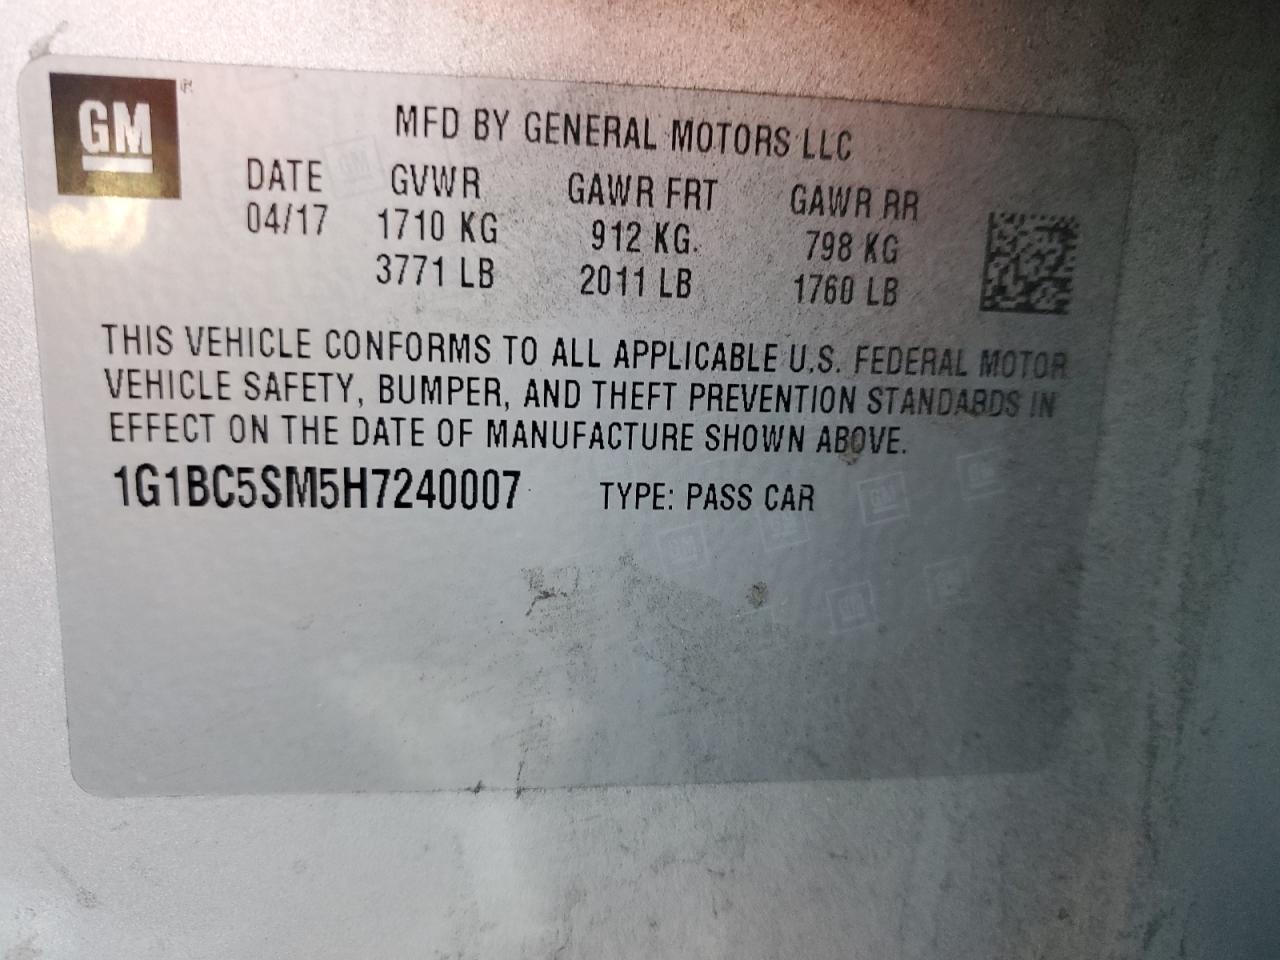 GM
MFD BY GENERAL MOTORS LLC
DATE GVWR GAWR FRT GAWR RR
04/17 1710 KG 912 KG. 798 KG
3771 LB 2011 LB 1760 LB
THIS VEHICLE CONFORMS TO ALL APPLICABLE U.S. FEDERAL MOTOR
VEHICLE SAFETY, BUMPER, AND THEFT PREVENTION STANDARDS IN
EFFECT ON THE DATE OF MANUFACTURE SHOWN ABOVE.
1G1BC5SM5H7240007 TYPE: PASS CAR